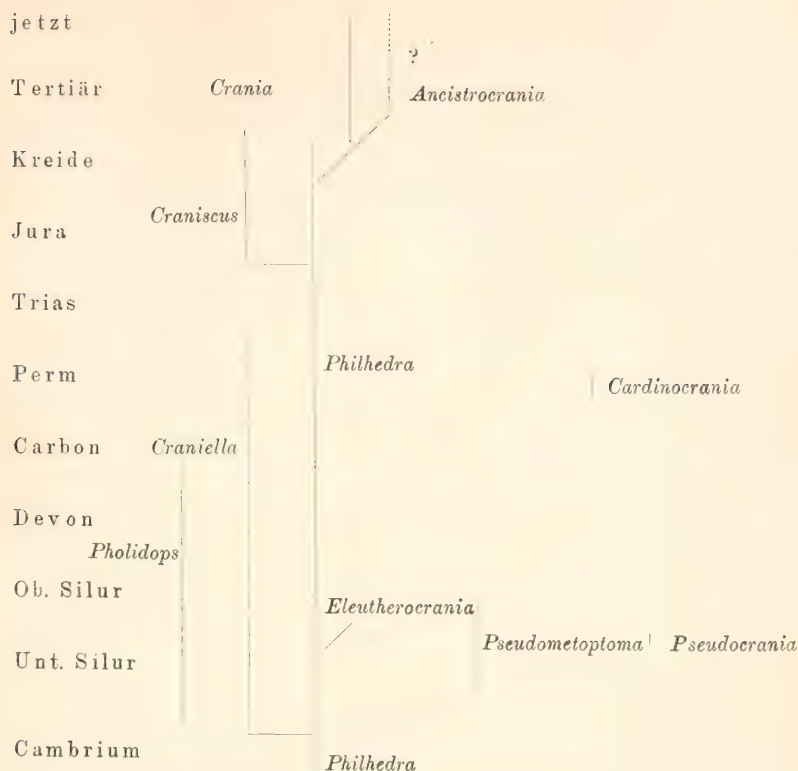 jetzt
?
Tertiär Crania Ancistrocrania
Kreide
Craniscus
Jura
Trias
Philhedra
Perm Cardinocrania
Carbon Craniella
Devon
Pholidops
Ob. Silur
Eleutherocrania
Pseudometoptoma Pseudocrania
Unt. Silur
Cambrium
Philhedra